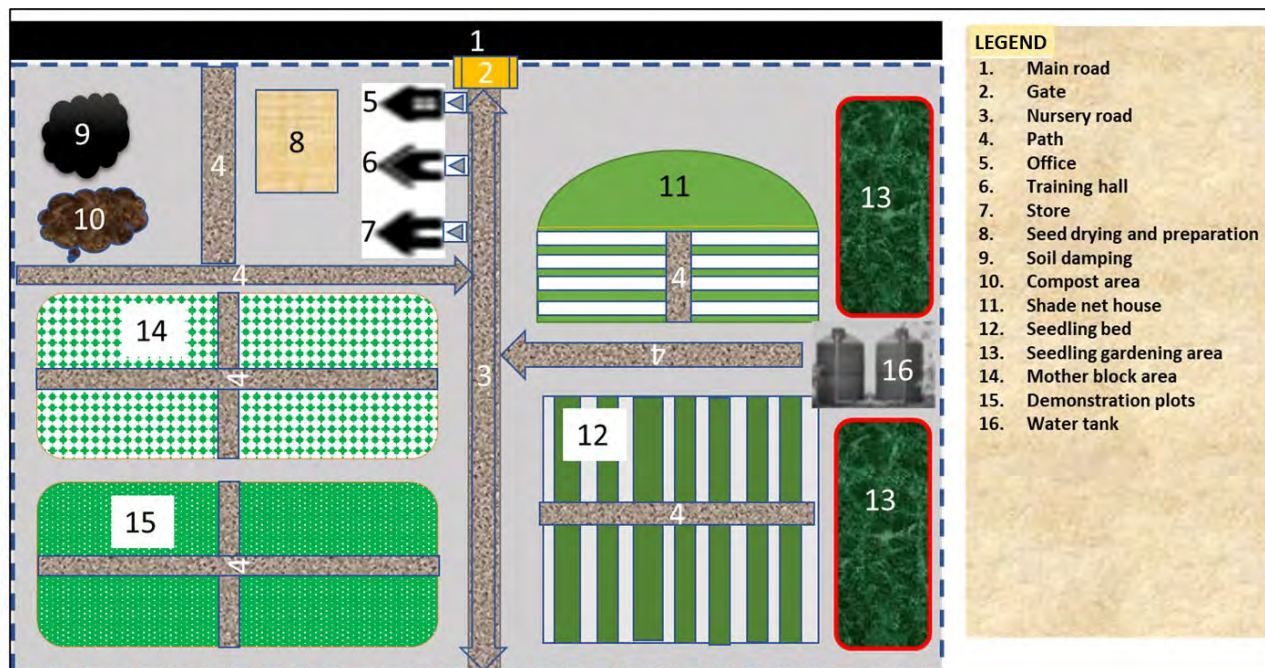 1
2
5
9
4
8
6
11
13
10
7
4
4
14
4
16
3
4
12
13
15
4
4
LEGEND
1. Main road
2. Gate
3. Nursery road
4. Path
5. Office
6. Training hall
7. Store
8. Seed drying and preparation
9. Soil damping
10. Compost area
11. Shade net house
12. Seedling bed
13. Seedling gardening area
14. Mother block area
15. Demonstration plots
16. Water tank